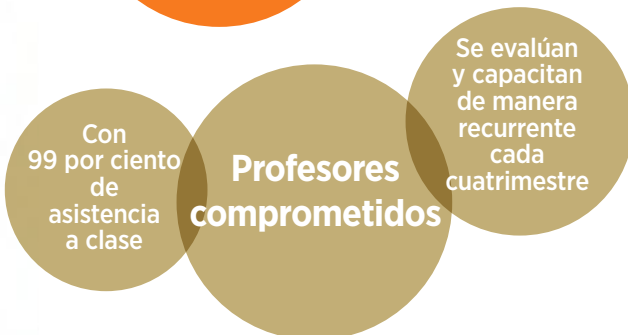 Con
99 por ciento
de
asistencia
a clase
Profesores
comprometidos
Se evalúan
y capacitan
de manera
recurrente
cada
cuatrimestre